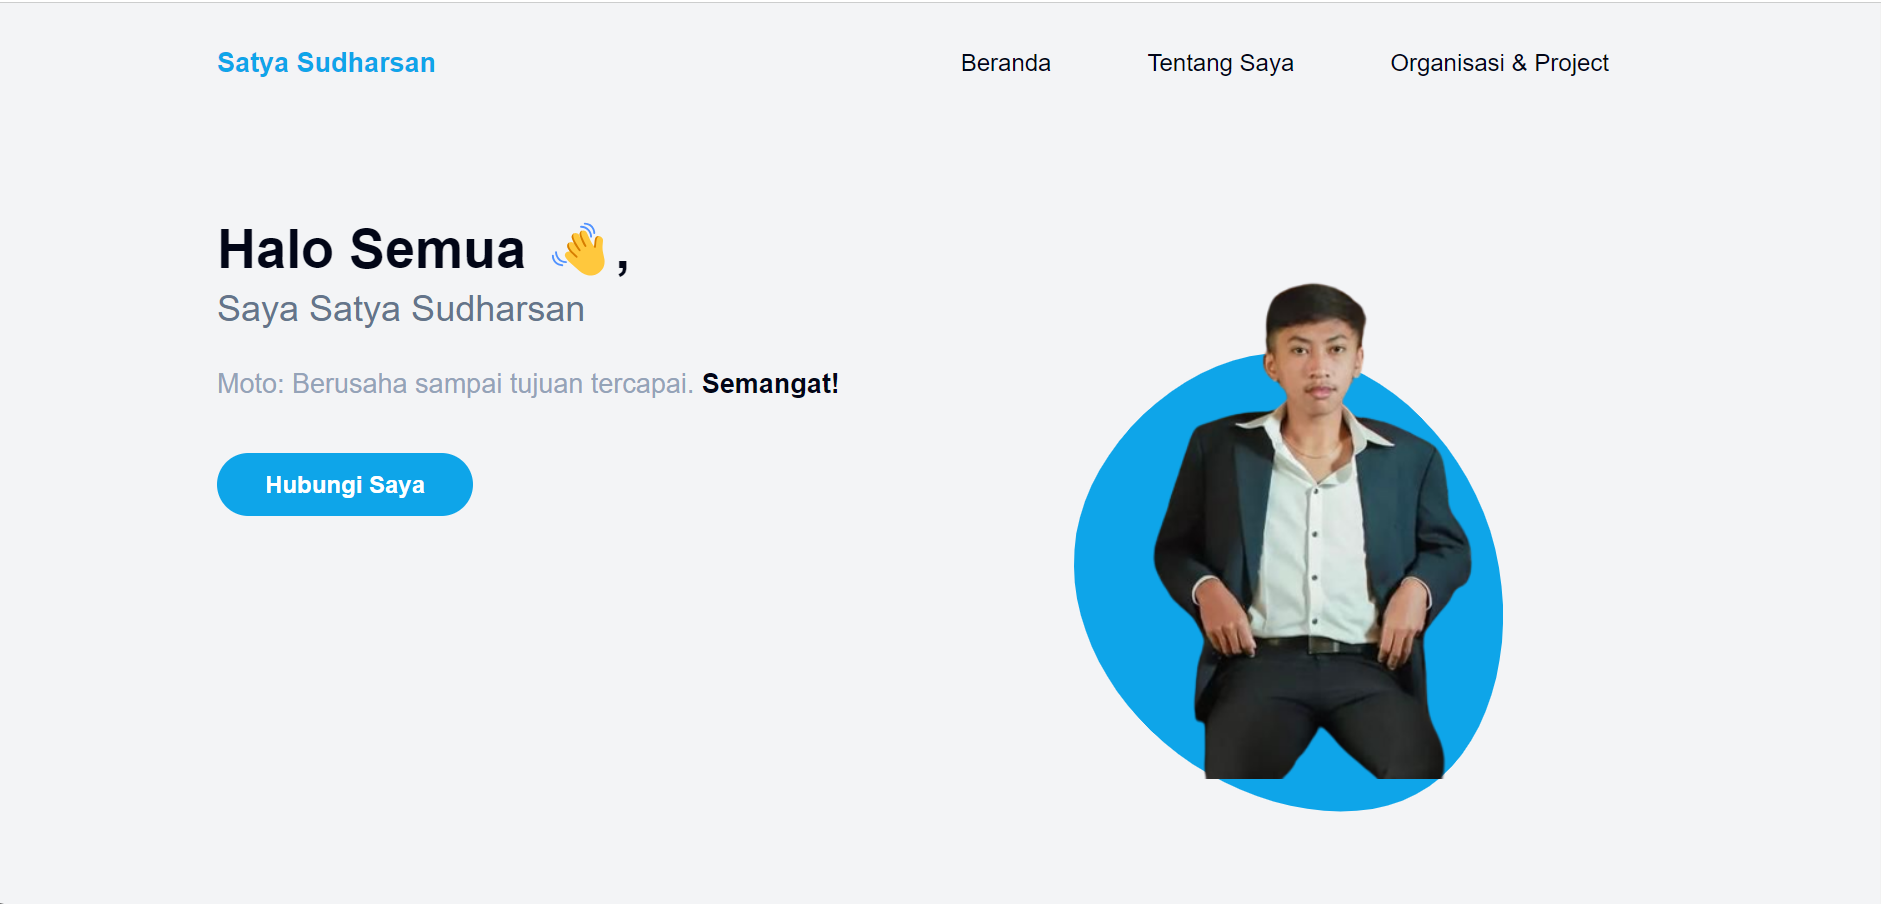 Satya Sudharsan
Beranda
Tentang Saya
Organisasi & Project
Halo Semua 👋,
Saya Satya Sudharsan
Moto: Berusaha sampai tujuan tercapai. Semangat!
Hubungi Saya